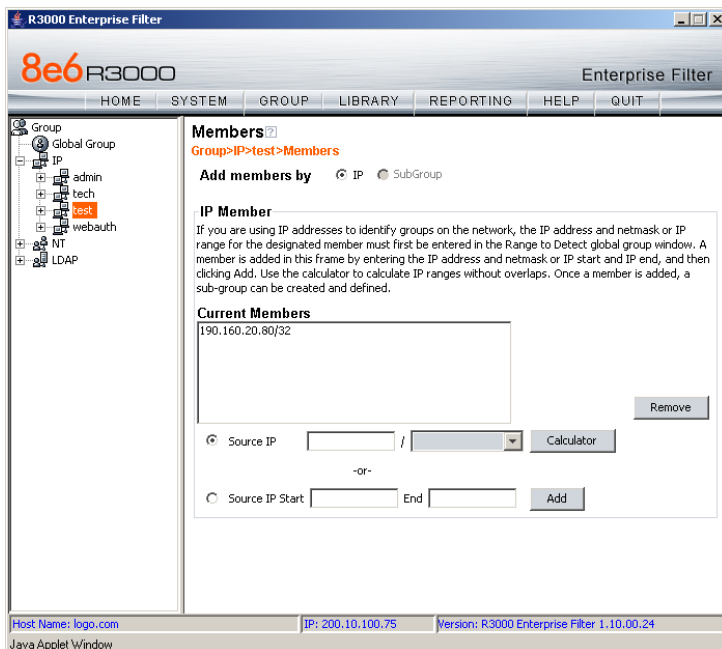 R3000 Enterprise Filter
8e6 R3000
Enterprise Filter
HOME SYSTEM GROUP LIBRARY REPORTING HELP QUIT
Group
Global Group
IP
admin
tech
test
webauth
NT
LDAP
Members?
Group>IP>test>Members
Add members by IP SubGroup
IP Member
If you are using IP addresses to identify groups on the network, the IP address and netmask or IP
range for the designated member must first be entered in the Range to Detect global group window. A
member is added in this frame by entering the IP address and netmask or IP start and IP end, and then
clicking Add. Use the calculator to calculate IP ranges without overlaps. Once a member is added, a
sub-group can be created and defined.
Current Members
190.160.20.80/32
Remove
Source IP / Calculator
-or-
Source IP Start End Add
Host Name: logo.com IP: 200.10.100.75 Version: R3000 Enterprise Filter 1.10.00.24
Java Applet Window